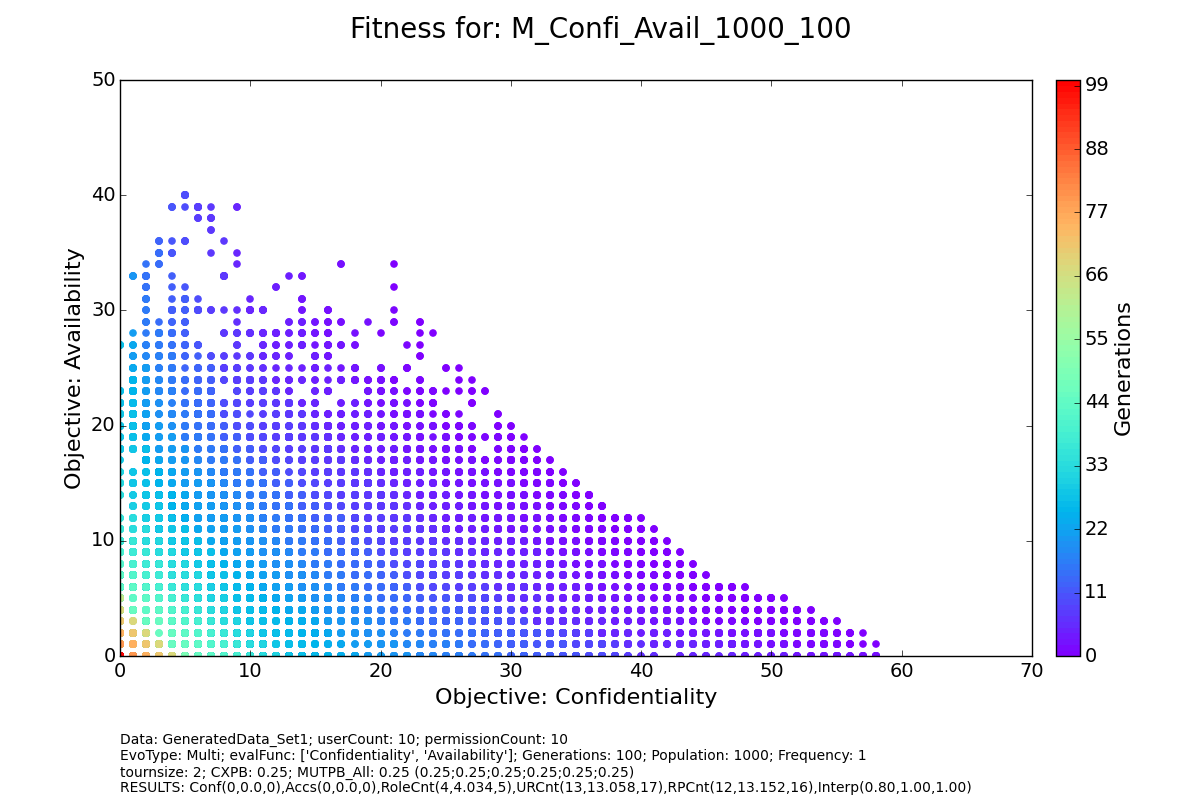 Fitness for: M_Confi_Avail_1000_100
50
40
30
20
10
0
Objective: Availability
0 10 20 30 40 50 60 70
Objective: Confidentiality
99
88
77
66
55
44
33
22
11
0
Generations
Data: GeneratedData_Set1; userCount: 10; permissionCount: 10
EvoType: Multi; evalFunc: ['Confidentiality', 'Availability']; Generations: 100; Population: 1000; Frequency: 1
tournsize: 2; CXPB: 0.25; MUTPB_All: 0.25 (0.25;0.25;0.25;0.25;0.25;0.25)
RESULTS: Conf(0,0.0,0),Accs(0,0.0,0),RoleCnt(4,4.034,5),URCnt(13,13.058,17),RPCnt(12,13.152,16),Interp(0.80,1.00,1.00)